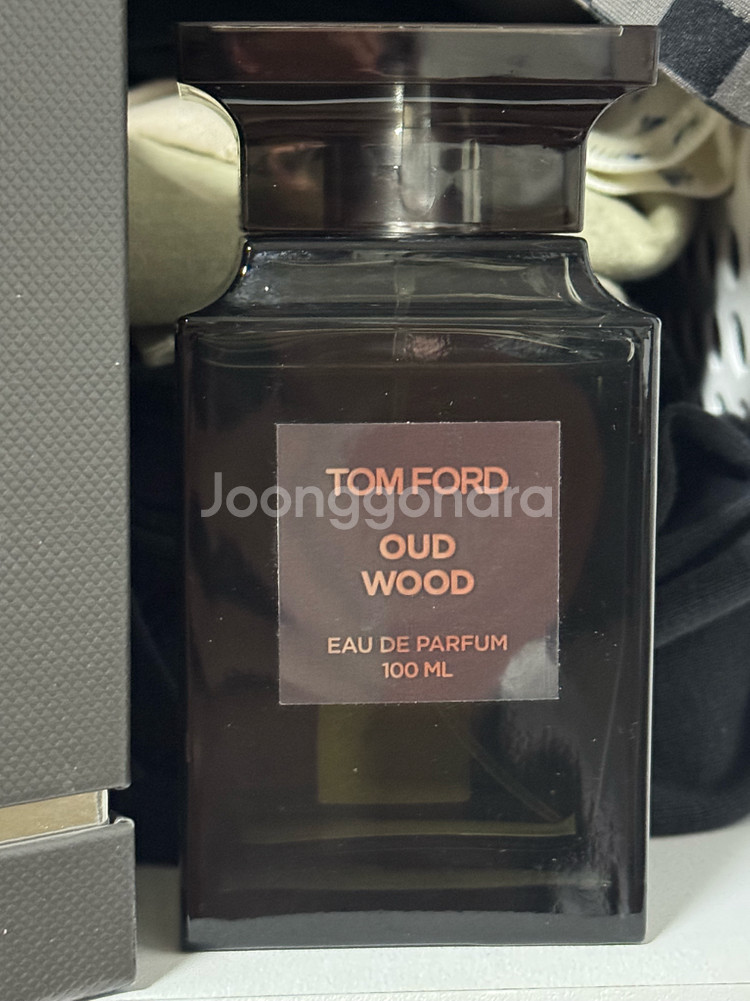 TOM FORD
Joonggonara
OUD
WOOD
EAU DE PARFUM
100 ML